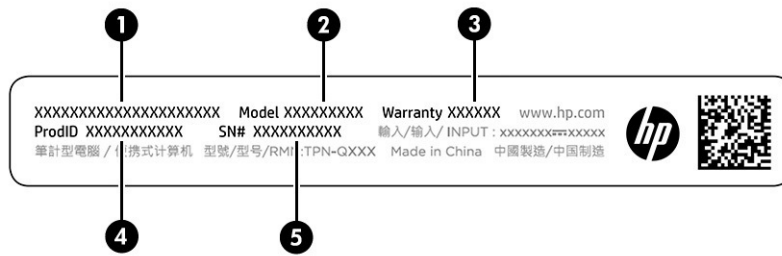 1 2 3
XXXXXXXXXXXXXXXXXXXXX Model XXXXXXXXX Warranty XXXXXX www.hp.com
ProdID XXXXXXXXXXX SN# XXXXXXXXXX 輸入/输入/ INPUT : xxxxxxx⎓xxxxx
筆計型電腦 / 便携式计算机 型號/型号/RMN:TPN-QXXX Made in China 中國製造/中国制造
hp
4 5